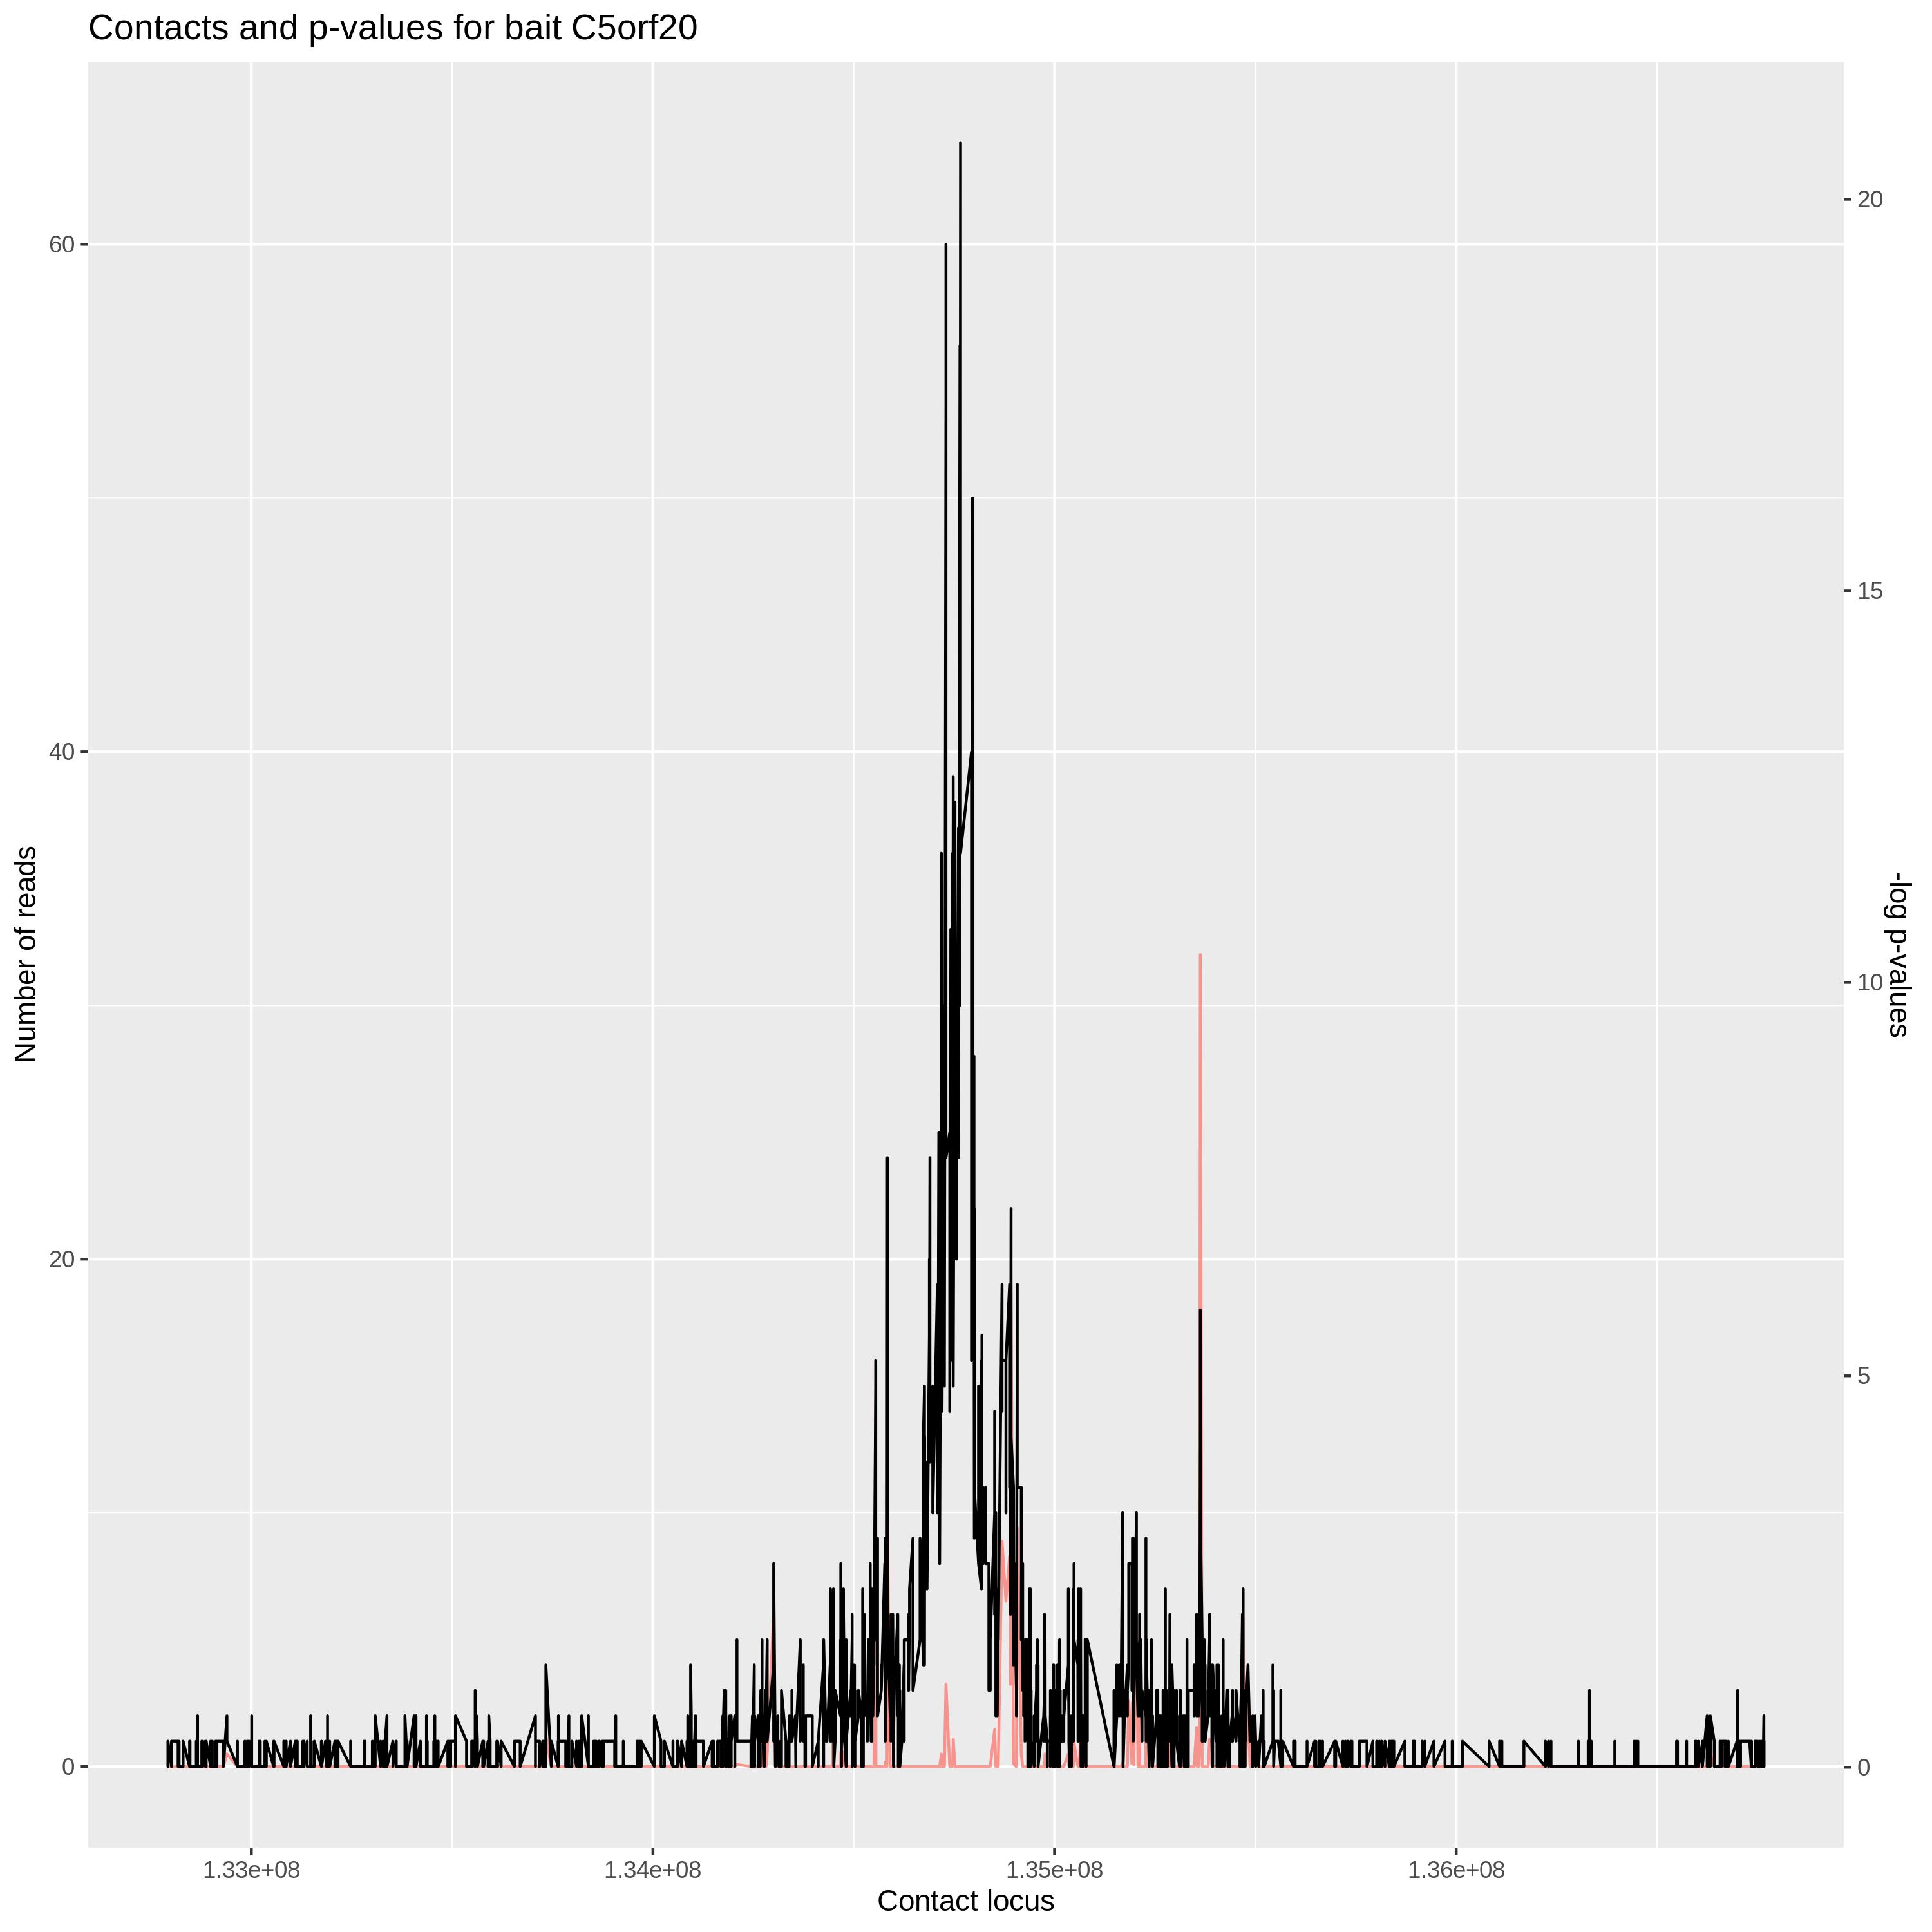 Contacts and p-values for bait C5orf20
60
40
20
0
Number of reads
20
15
10
5
0
-log p-values
1.33e+08
1.34e+08
1.35e+08
1.36e+08
Contact locus